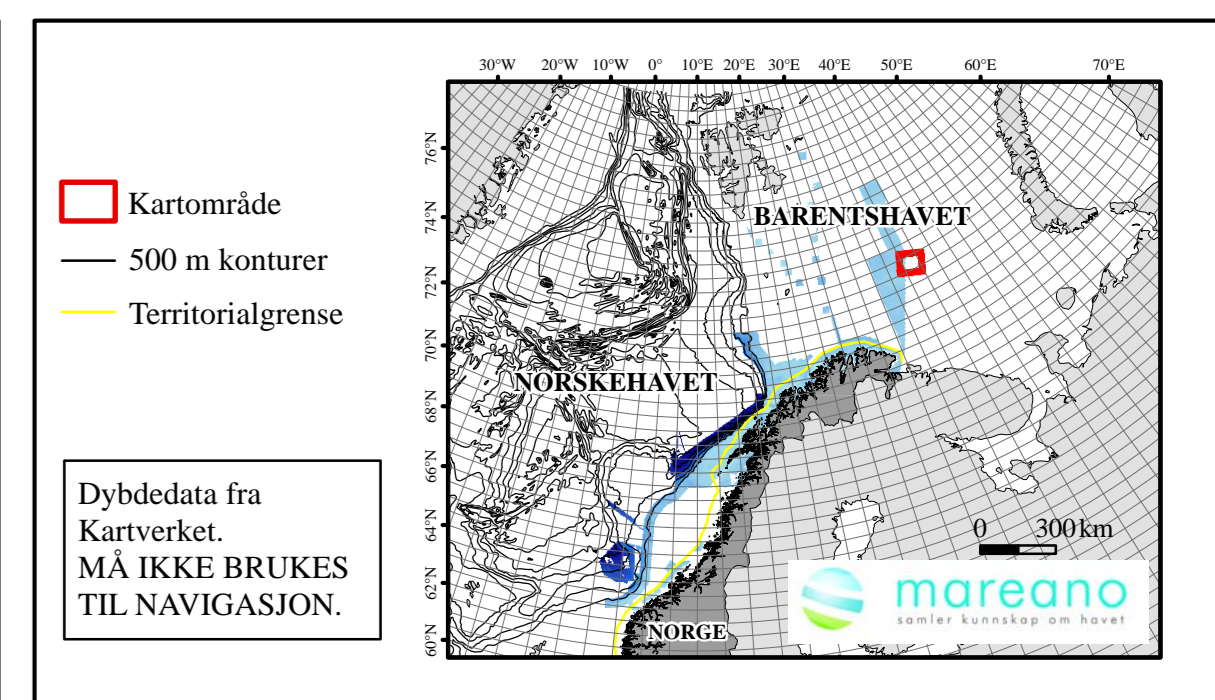 Kartområde
500 m konturer
Territorialgrense
Dybdedata fra
Kartverket.
MÅ IKKE BRUKES
TIL NAVIGASJON.
30°W 20°W 10°W 0° 10°E 20°E 30°E 40°E 50°E 60°E 70°E
76°N
74°N
72°N
70°N
68°N
66°N
64°N
62°N
60°N
BARENTSHAVET
NORSKEHAVET
NORGE
0 300 km
mareano
samler kunnskap om havet